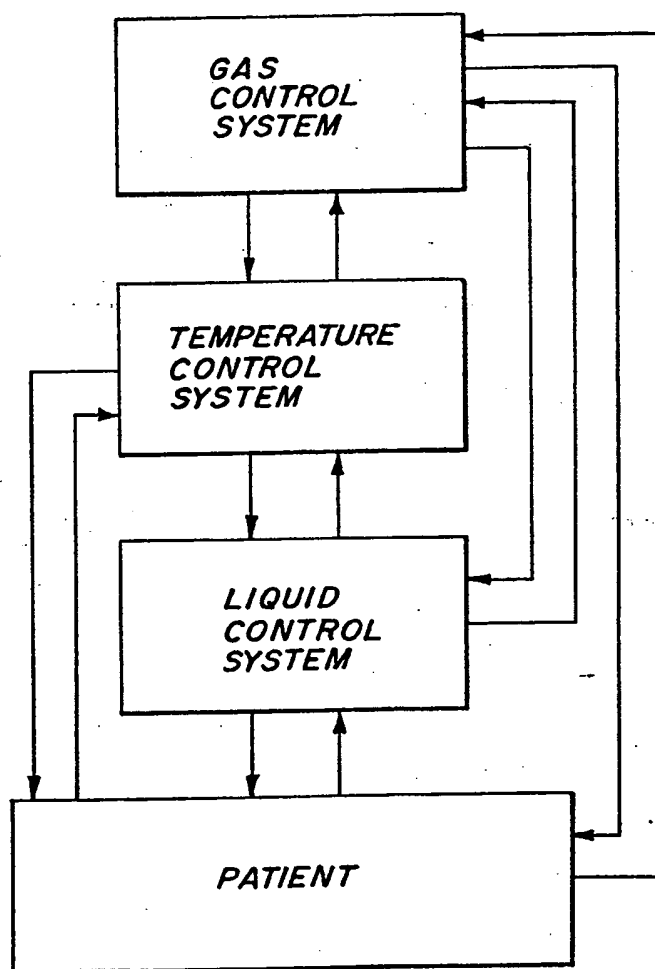 GAS
CONTROL
SYSTEM
TEMPERATURE
CONTROL
SYSTEM
LIQUID
CONTROL
SYSTEM
PATIENT